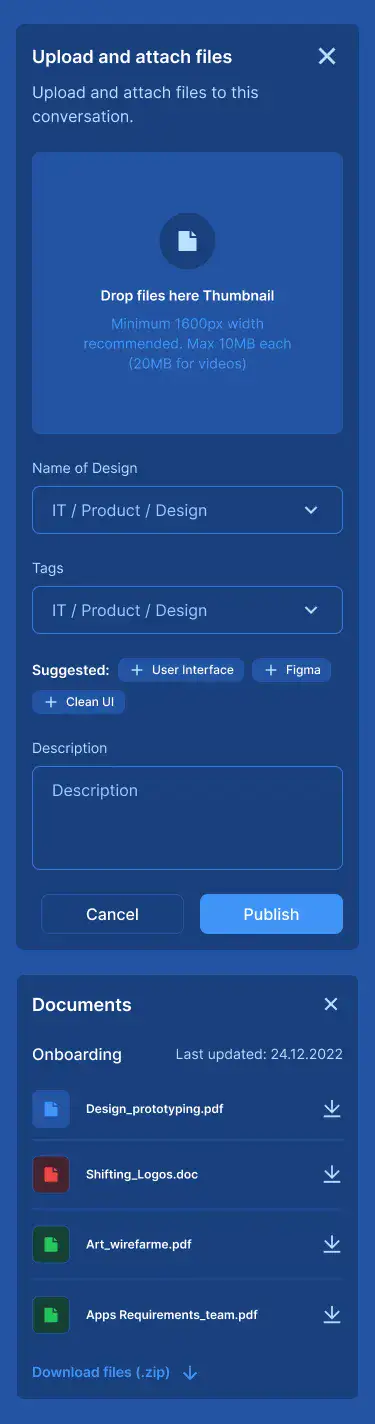 Upload and attach files
Upload and attach files to this
conversation.
Drop files here Thumbnail
Minimum 1600px width
recommended. Max 10MB each
(20MB for videos)
Name of Design
IT / Product / Design
Tags
IT / Product / Design
Suggested: User Interface Figma
Clean UI
Description
Description
Cancel Publish
Documents
Onboarding Last updated: 24.12.2022
Design_prototyping.pdf
Shifting_Logos.doc
Art_wirefarme.pdf
Apps Requirements_team.pdf
Download files (.zip)